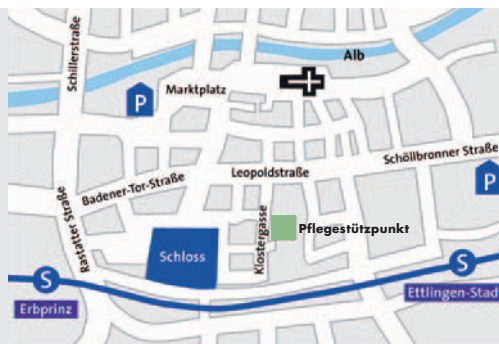 Schillerstraße
Alb
Marktplatz
P
Leopoldstraße
Schöllbronner Straße
P
Badener-Tor-Straße
Rastatter Straße
Klostergasse
Pflegestützpunkt
Schloss
S
S
Erbprinz
Ettlingen-Stad